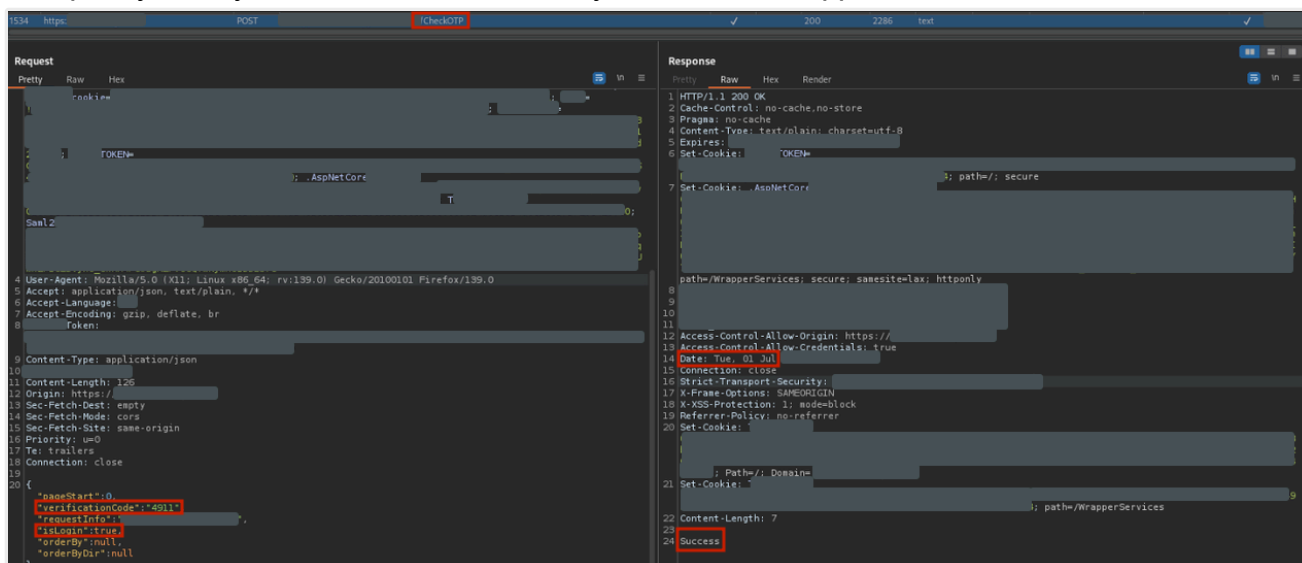 1534 https: POST /CheckOTP ✓ 200 2286 text ✓
Request
Pretty Raw Hex
\n
cookie=
TOKEN=
.AspNetCore
Saml2
4 User-Agent: Mozilla/5.0 (X11; Linux x86_64; rv:139.0) Gecko/20100101 Firefox/139.0
5 Accept: application/json, text/plain, */*
6 Accept-Language:
7 Accept-Encoding: gzip, deflate, br
8 Token:
9 Content-Type: application/json
10
11 Content-Length: 126
12 Origin: https:/
13 Sec-Fetch-Dest: empty
14 Sec-Fetch-Mode: cors
15 Sec-Fetch-Site: same-origin
16 Priority: u=0
17 Te: trailers
18 Connection: close
19
20 {
"pageStart":0,
"verificationCode":"4911"
"requestInfo":" ",
"isLogin":true,
"orderBy":null,
"orderByDir":null
Response
Pretty Raw Hex Render
\n
1 HTTP/1.1 200 OK
2 Cache-Control: no-cache,no-store
3 Pragma: no-cache
4 Content-Type: text/plain; charset=utf-8
5 Expires:
6 Set-Cookie: OKEN=
; path=/; secure
7 Set-Cookie: .AspNetCore
path=/WrapperServices; secure; samesite=lax; httponly
8
9
10
11
12 Access-Control-Allow-Origin: https://
13 Access-Control-Allow-Credentials: true
14 Date: Tue, 01 Jul
15 Connection: close
16 Strict-Transport-Security:
17 X-Frame-Options: SAMEORIGIN
18 X-XSS-Protection: 1; mode=block
19 Referrer-Policy: no-referrer
20 Set-Cookie:
; Path=/; Domain=
21 Set-Cookie:
; path=/WrapperServices
22 Content-Length: 7
23
24 Success